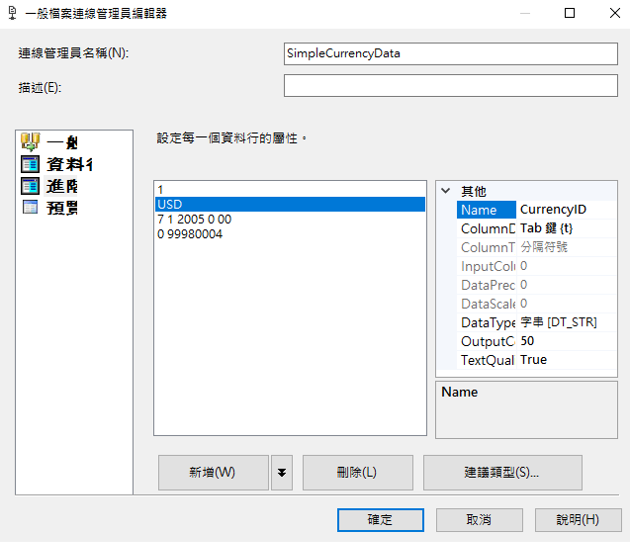 一般檔案連線管理員編輯器
連線管理員名稱(N):
SimpleCurrencyData
描述(E):
一般
資料行
進階
預覽
設定每一個資料行的屬性。
1
USD
7 1 2005 0 00
0 99980004
其他
Name CurrencyID
ColumnD Tab 鍵 {t}
ColumnT 分隔符號
InputColu 0
DataPrec 0
DataScale 0
DataType 字串 [DT_STR]
OutputC 50
TextQual True
Name
新增(W)
刪除(L)
建議類型(S)...
確定
取消
說明(H)